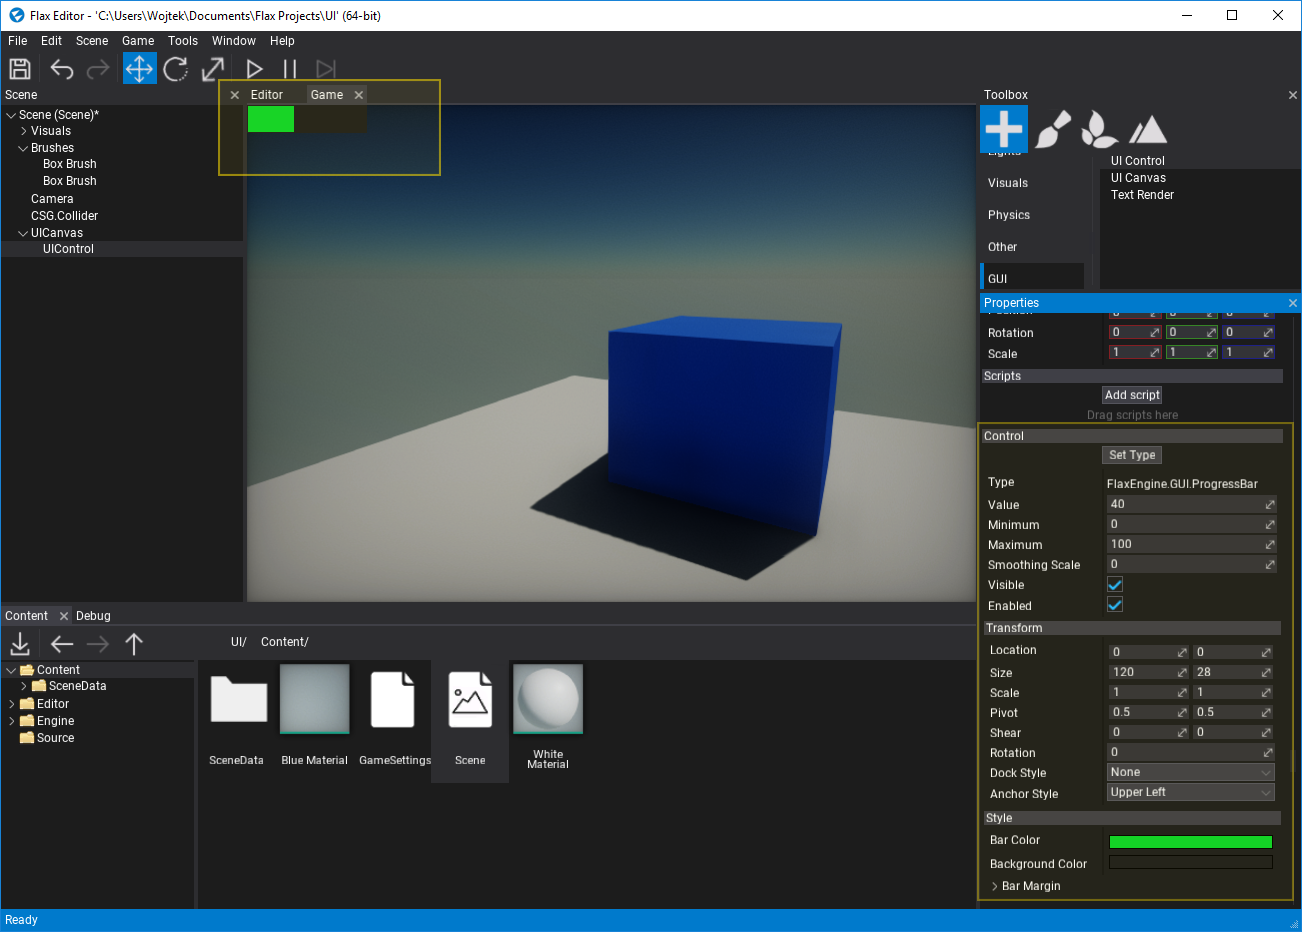 Flax Editor - 'C:\Users\Wojtek\Documents\Flax Projects\UI' (64-bit)
File Edit Scene Game Tools Window Help
Scene
Scene (Scene)*
Visuals
Brushes
Box Brush
Box Brush
Camera
CSG.Collider
UICanvas
UIControl
Editor Game
Toolbox
Lights
Visuals
Physics
Other
GUI
UI Control
UI Canvas
Text Render
Properties
Position
Rotation 0 0 0
Scale 1 1 1
Scripts
Add script
Drag scripts here
Control
Set Type
Type FlaxEngine.GUI.ProgressBar
Value 40
Minimum 0
Maximum 100
Smoothing Scale 0
Visible
Enabled
Transform
Location 0 0
Size 120 28
Scale 1 1
Pivot 0.5 0.5
Shear 0 0
Rotation 0
Dock Style None
Anchor Style Upper Left
Style
Bar Color
Background Color
Bar Margin
Content Debug
UI/ Content/
Content
SceneData
Editor
Engine
Source
SceneData
Blue Material
GameSettings
Scene
White
Material
Ready